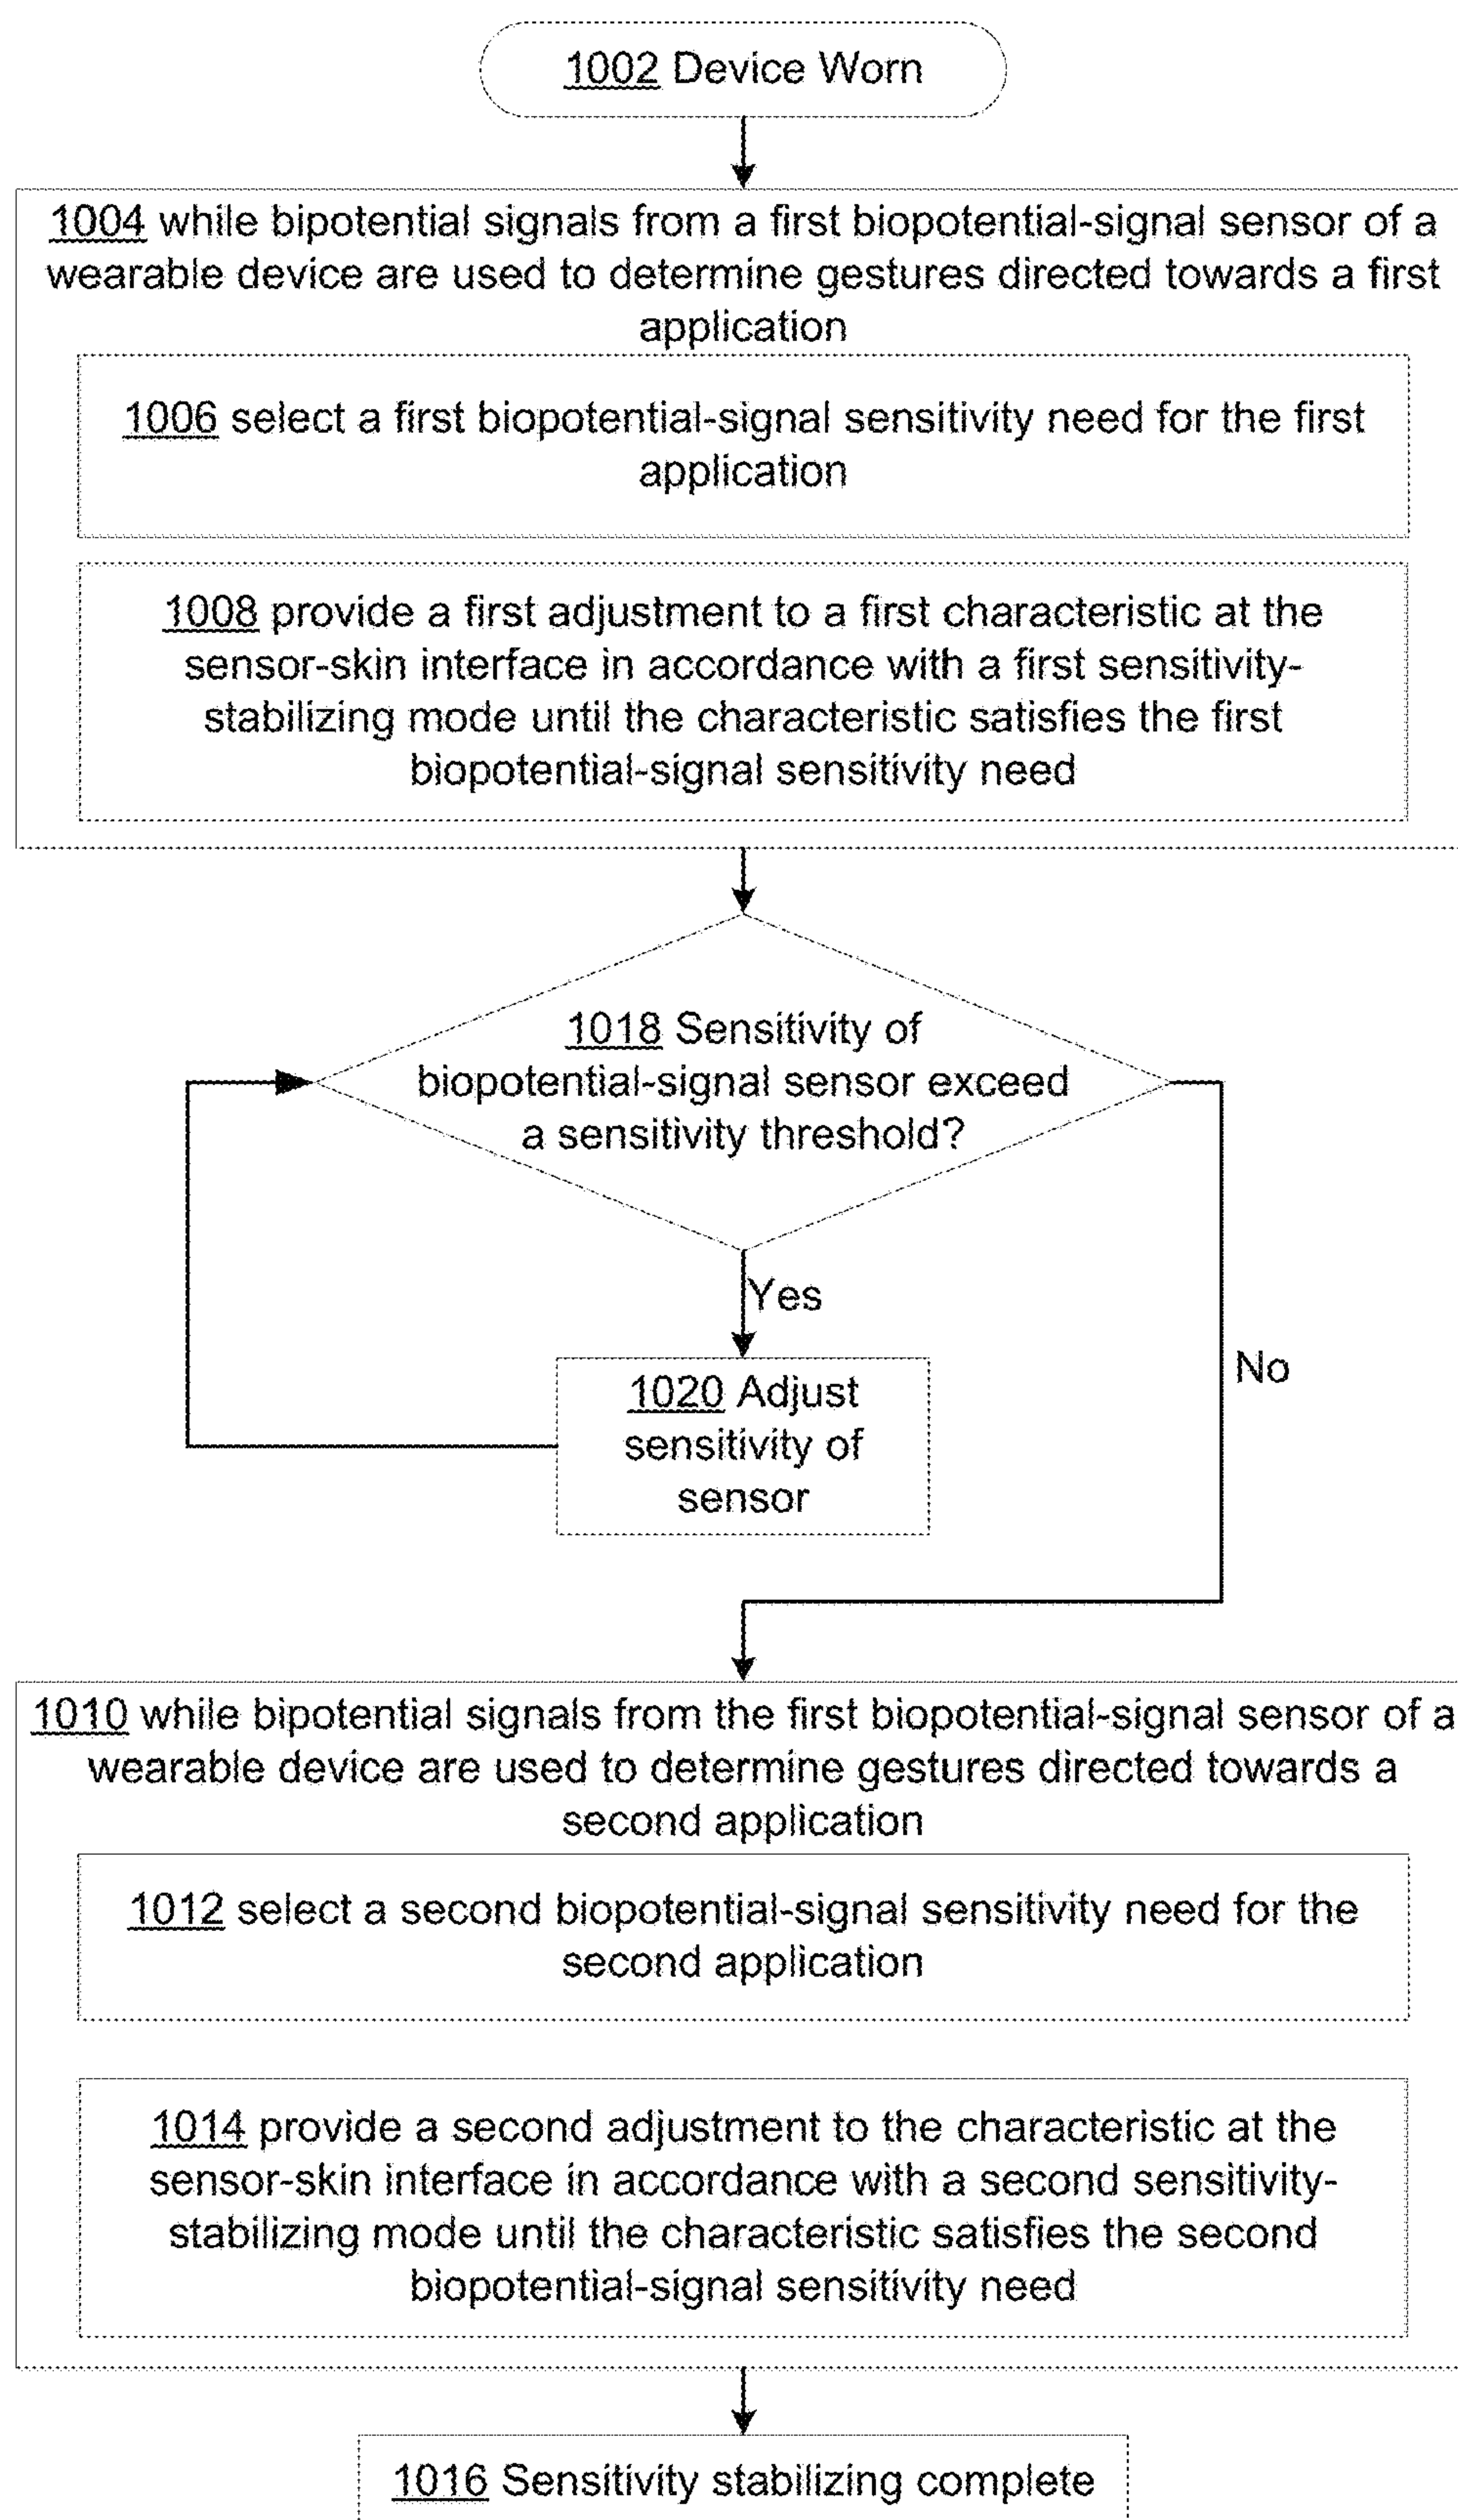 1002 Device Worn
1004 while bipotential signals from a first biopotential-signal sensor of a
wearable device are used to determine gestures directed towards a first
application
1006 select a first biopotential-signal sensitivity need for the first
application
1008 provide a first adjustment to a first characteristic at the
sensor-skin interface in accordance with a first sensitivity-
stabilizing mode until the characteristic satisfies the first
biopotential-signal sensitivity need
1018 Sensitivity of
biopotential-signal sensor exceed
a sensitivity threshold?
Yes
No
1020 Adjust
sensitivity of
sensor
1010 while bipotential signals from the first biopotential-signal sensor of a
wearable device are used to determine gestures directed towards a
second application
1012 select a second biopotential-signal sensitivity need for the
second application
1014 provide a second adjustment to the characteristic at the
sensor-skin interface in accordance with a second sensitivity-
stabilizing mode until the characteristic satisfies the second
biopotential-signal sensitivity need
1016 Sensitivity stabilizing complete